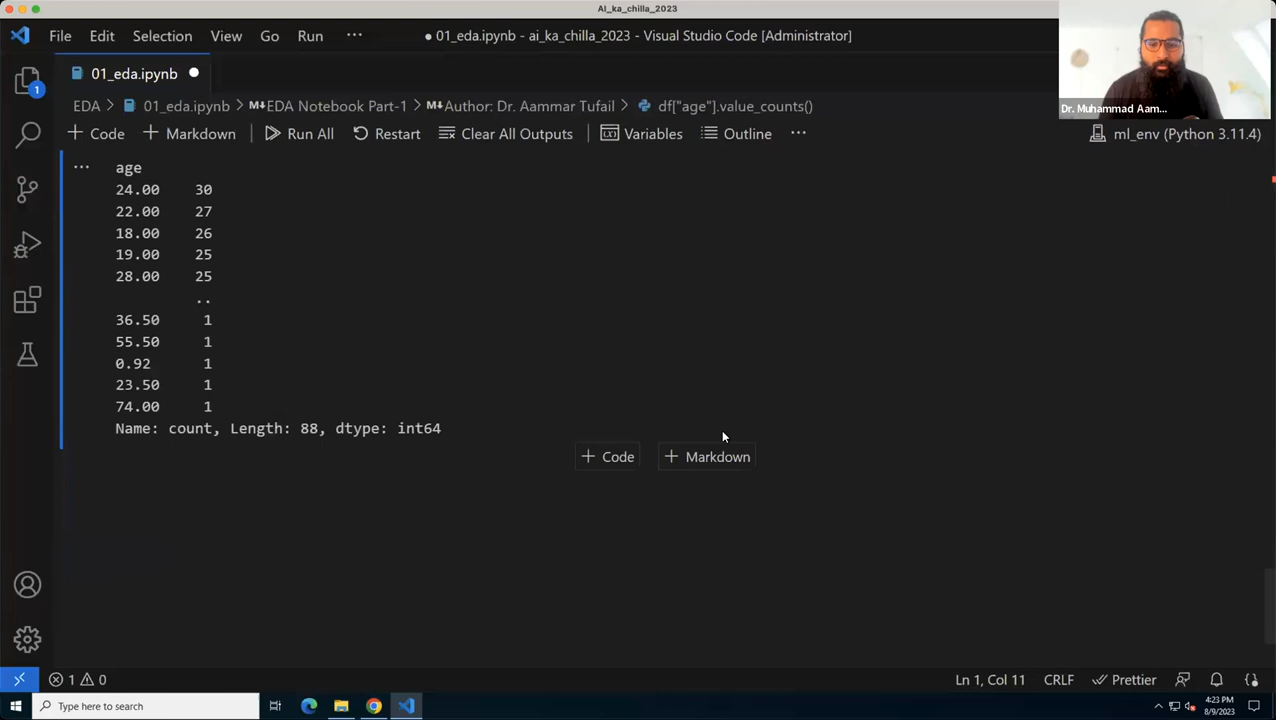 AI_ka_chilla_2023
File Edit Selection View Go Run ···
● 01_eda.ipynb - ai_ka_chilla_2023 - Visual Studio Code [Administrator]
Dr. Muhammad Aam...
1
01_eda.ipynb
EDA > 01_eda.ipynb > M↓EDA Notebook Part-1 > M↓Author: Dr. Aammar Tufail > df["age"].value_counts()
+ Code + Markdown Run All Restart Clear All Outputs Variables Outline ··· ml_env (Python 3.11.4)
··· age
24.00 30
22.00 27
18.00 26
19.00 25
28.00 25
..
36.50 1
55.50 1
0.92 1
23.50 1
74.00 1
Name: count, Length: 88, dtype: int64
+ Code + Markdown
1 0 Ln 1, Col 11 CRLF Prettier
Type here to search
4:23 PM
8/9/2023